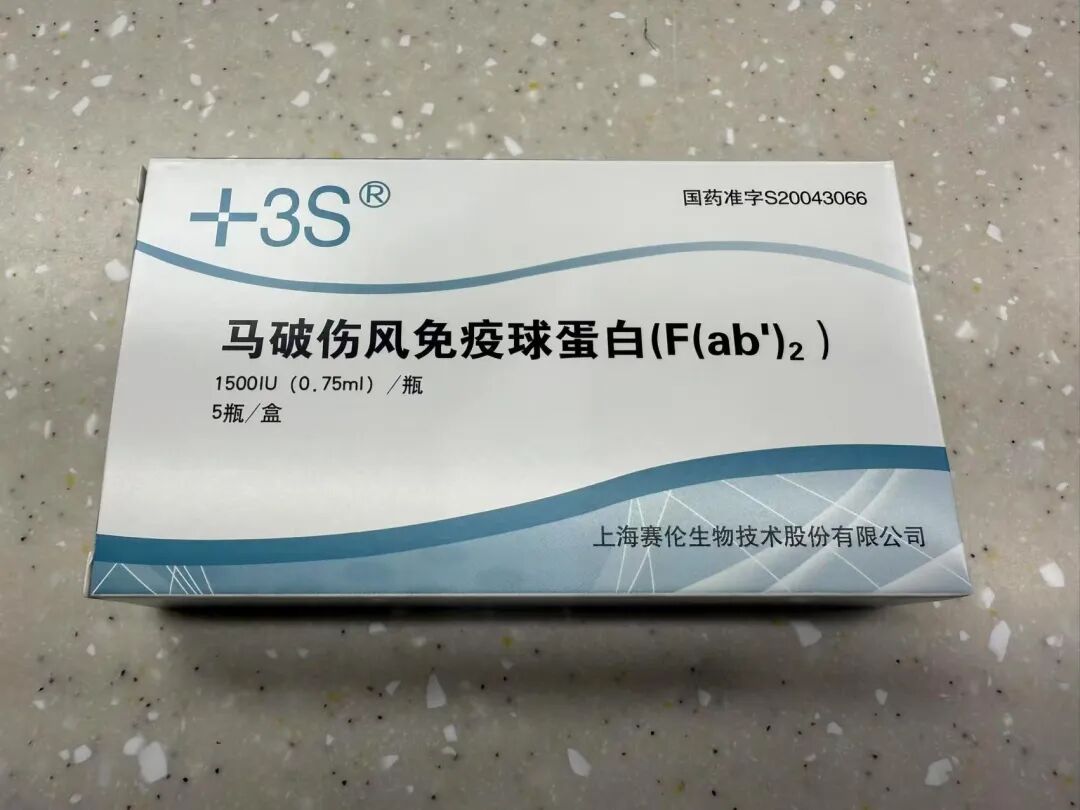 +3S®
国药准字S20043066
马破伤风免疫球蛋白(F(ab')₂)
1500IU（0.75ml）/瓶
5瓶/盒
上海赛伦生物技术股份有限公司